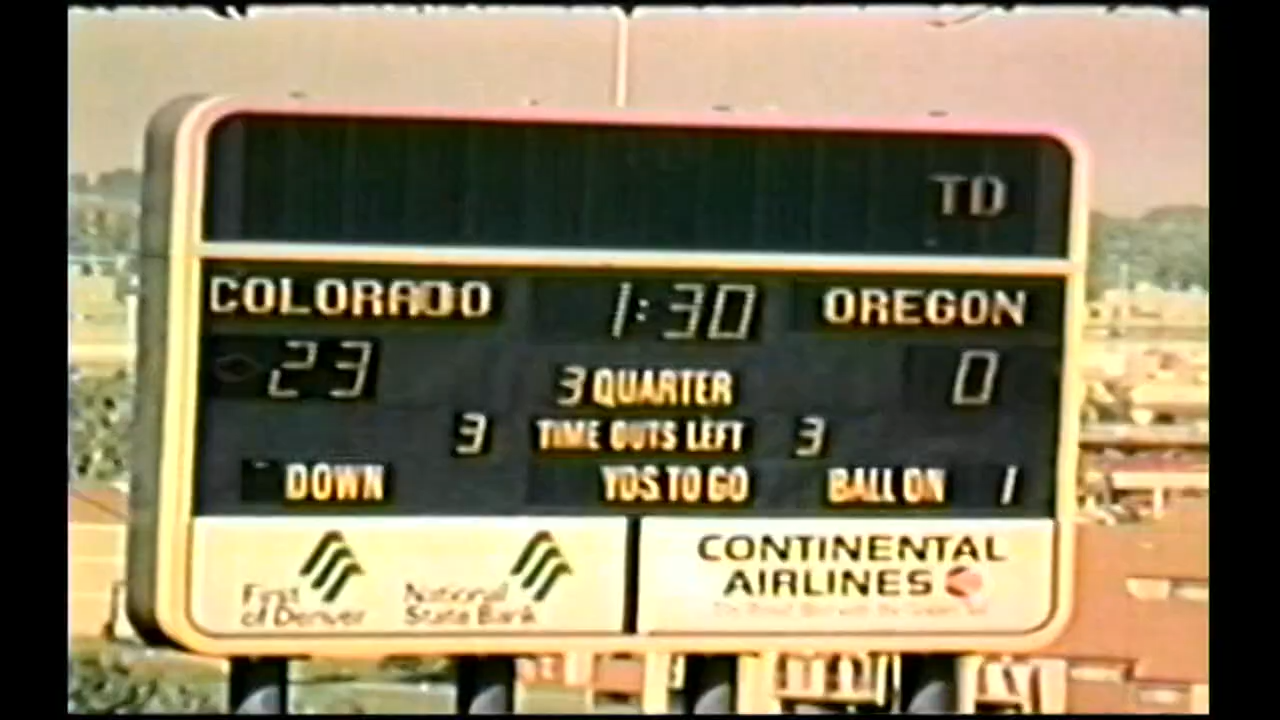 TD
COLORADO 1:30 OREGON
23 3 QUARTER 0
3 TIME OUTS LEFT 3
DOWN YDS.TO GO BALL ON 1
First of Denver
National State Bank
CONTINENTAL
AIRLINES